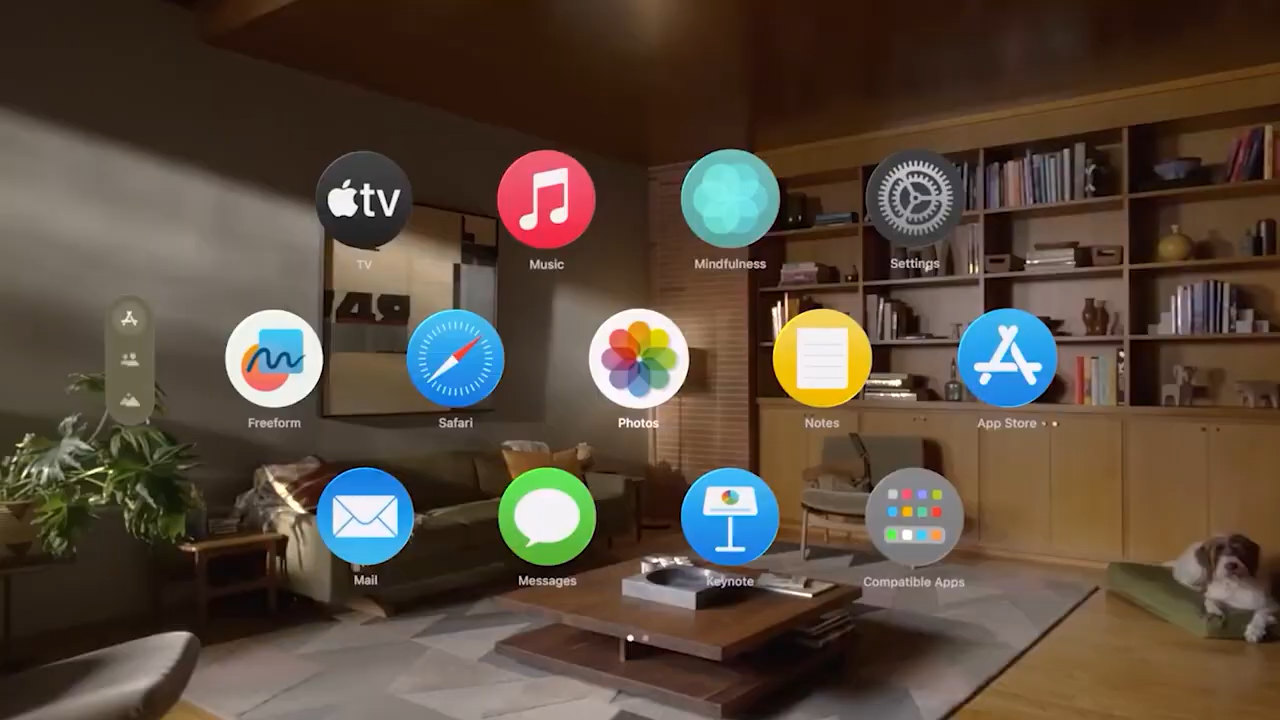 tv
TV
Music
Mindfulness
Settings
Freeform
Safari
Photos
Notes
App Store
Mail
Messages
Keynote
Compatible Apps